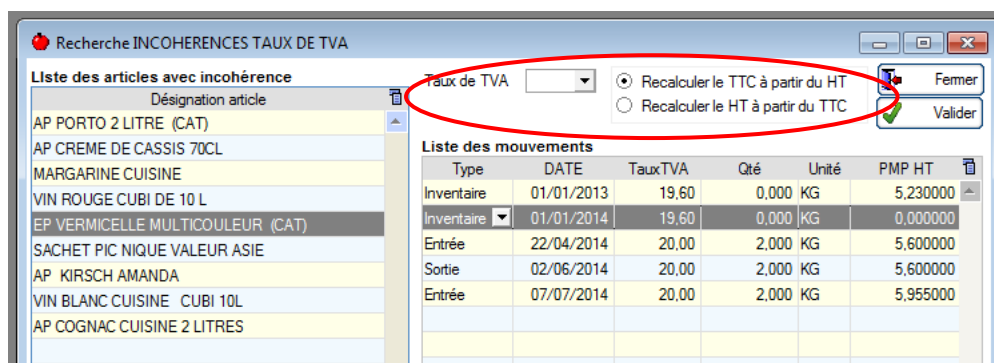 Recherche INCOHERENCES TAUX DE TVA
LIste des articles avec incohérence
Désignation article
AP PORTO 2 LITRE (CAT)
AP CREME DE CASSIS 70CL
MARGARINE CUISINE
VIN ROUGE CUBI DE 10 L
EP VERMICELLE MULTICOULEUR (CAT)
SACHET PIC NIQUE VALEUR ASIE
AP KIRSCH AMANDA
VIN BLANC CUISINE CUBI 10L
AP COGNAC CUISINE 2 LITRES
Taux de TVA
Recalculer le TTC à partir du HT
Recalculer le HT à partir du TTC
Fermer
Valider
Liste des mouvements
Type DATE TauxTVA Qté Unité PMP HT
Inventaire 01/01/2013 19,60 0,000 KG 5,230000
Inventaire 01/01/2014 19,60 0,000 KG 0,000000
Entrée 22/04/2014 20,00 2,000 KG 5,600000
Sortie 02/06/2014 20,00 2,000 KG 5,600000
Entrée 07/07/2014 20,00 2,000 KG 5,955000